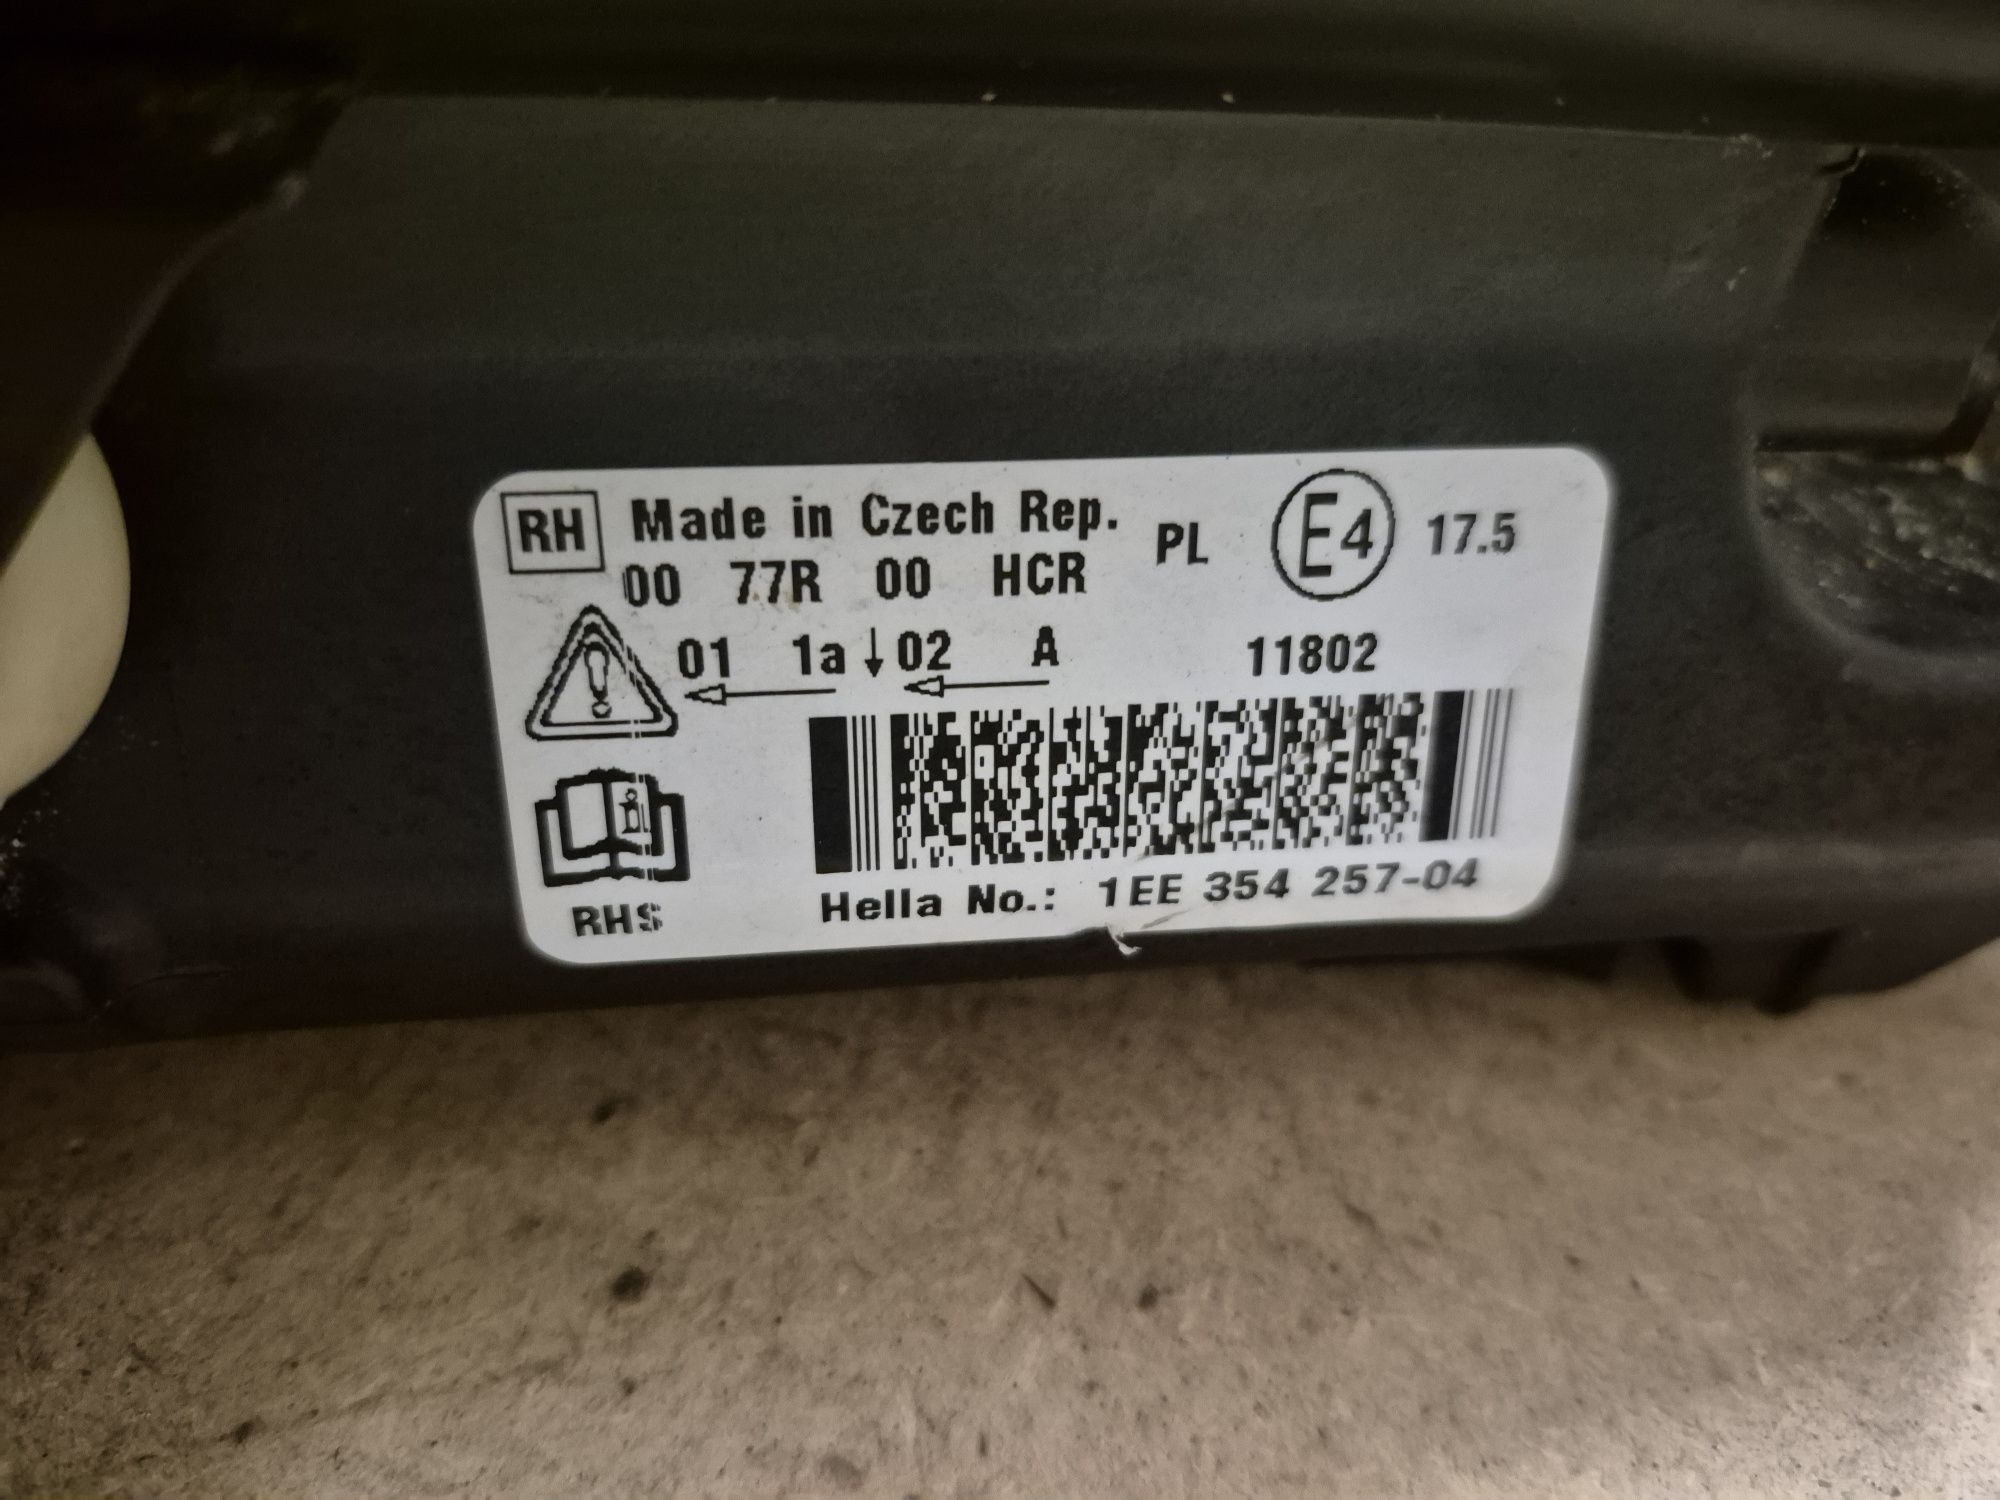 RH Made in Czech Rep. PL E4 17.5
00 77R 00 HCR
01 1a 02 A 11802
Hella No.: 1EE 354 257-04
RHS